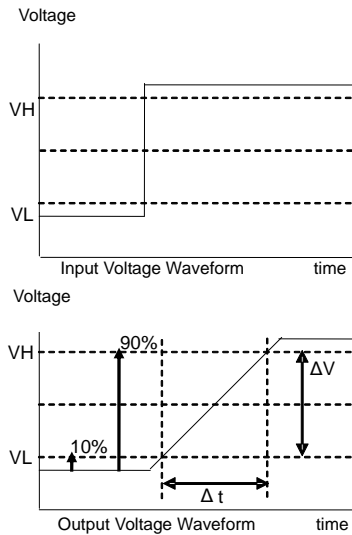 Voltage
VH
VL
Input Voltage Waveform time
Voltage
VH 90%
ΔV
10%
VL
Δ t
Output Voltage Waveform time